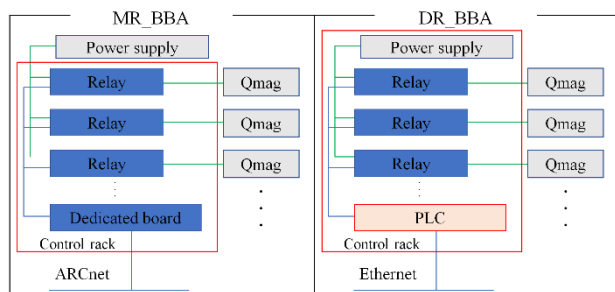 MR_BBA
Power supply
Relay
Qmag
Relay
Qmag
Relay
Qmag
Dedicated board
Control rack
ARCnet
DR_BBA
Power supply
Relay
Qmag
Relay
Qmag
Relay
Qmag
PLC
Control rack
Ethernet